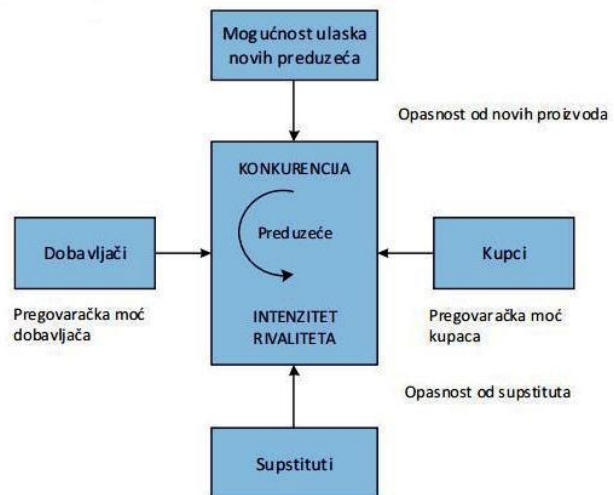 Mogućnost ulaska
novih preduzeća
Opasnost od novih proizvoda
KONKURENCIJA
Preduzeće
Dobavljači
Kupci
Pregovaračka moć
dobavljača
INTENZITET
RIVALITETA
Pregovaračka moć
kupaca
Opasnost od supstituta
Supstituti